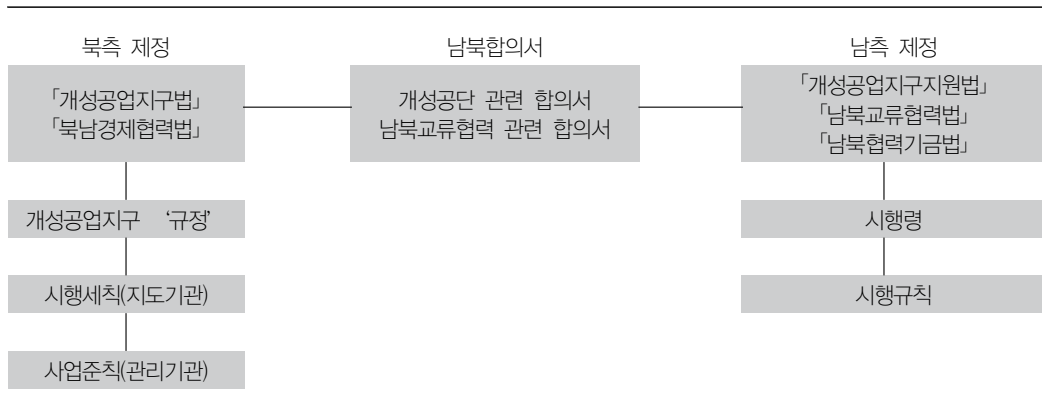 북측 제정
「개성공업지구법」
「북남경제협력법」
개성공업지구 ‘규정’
시행세칙(지도기관)
사업준칙(관리기관)
남북합의서
개성공단 관련 합의서
남북교류협력 관련 합의서
남측 제정
「개성공업지구지원법」
「남북교류협력법」
「남북협력기금법」
시행령
시행규칙